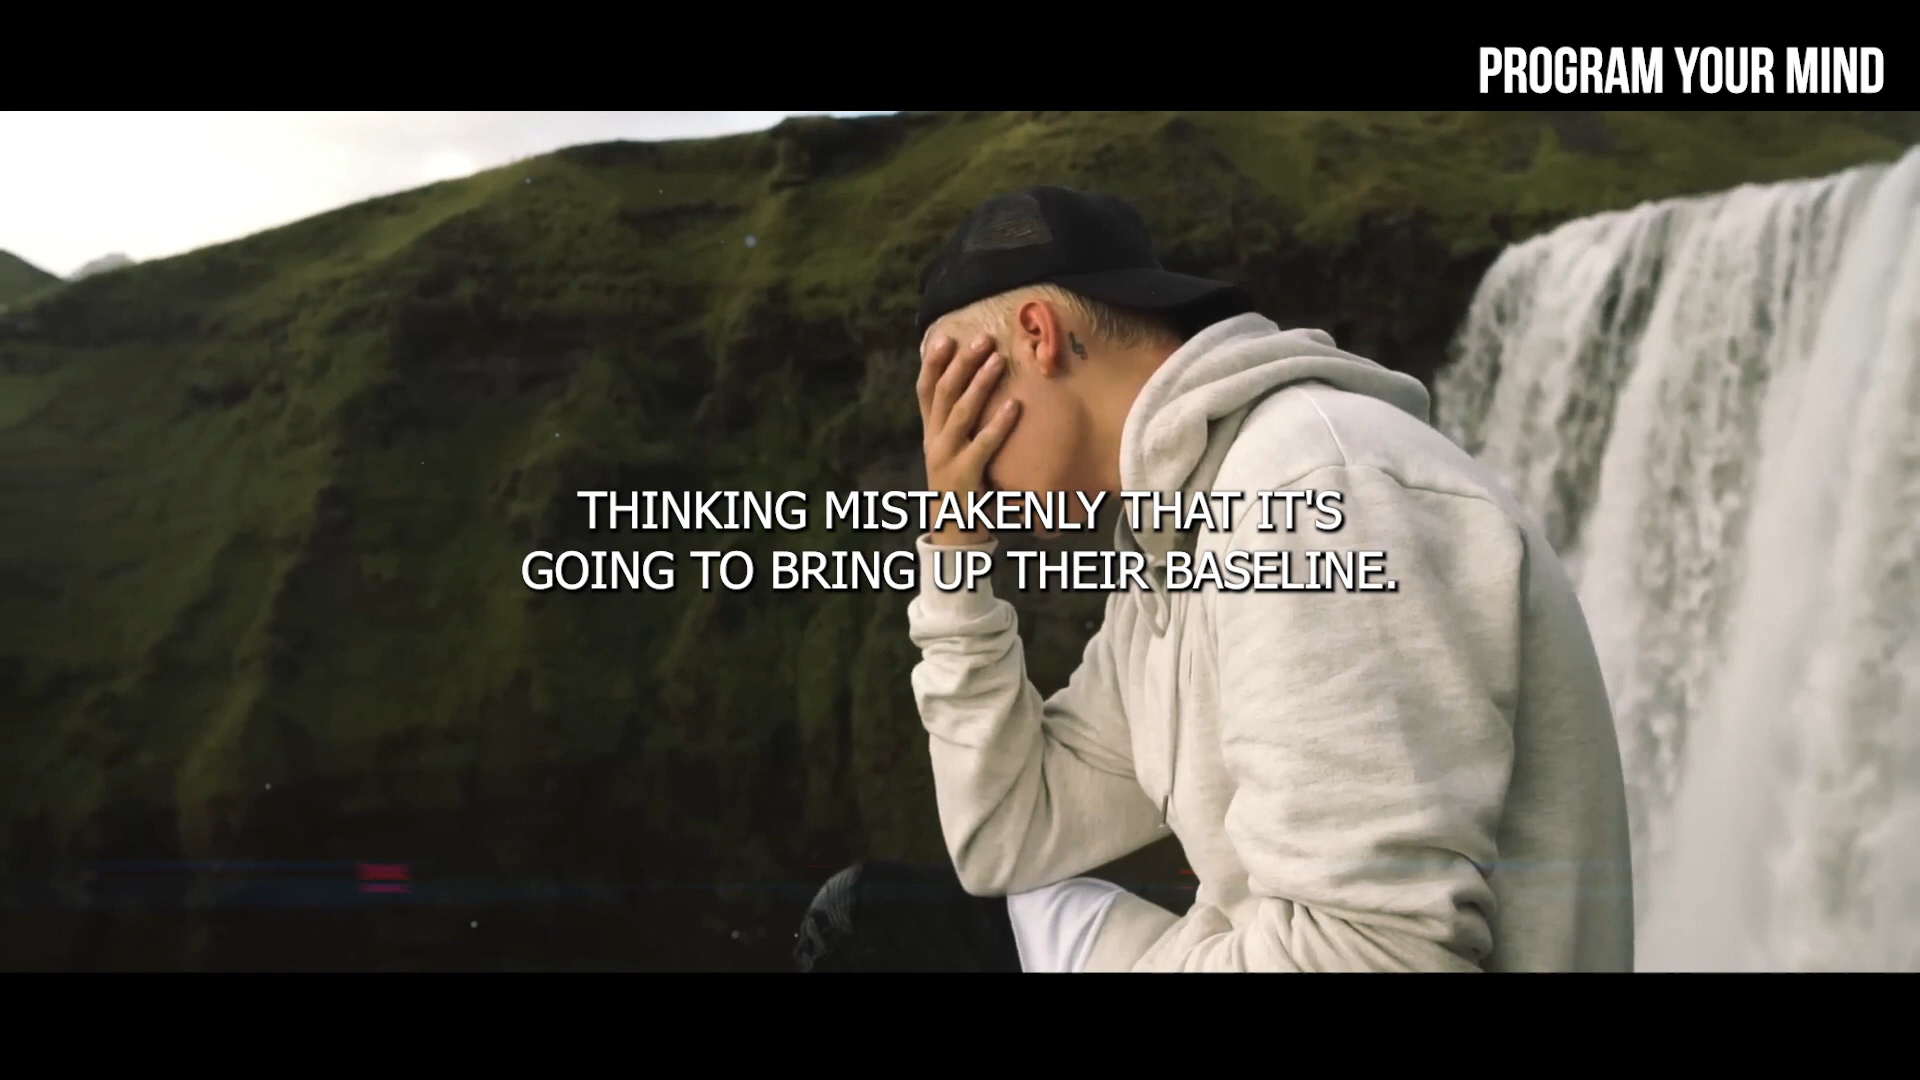 PROGRAM YOUR MIND
THINKING MISTAKENLY THAT IT'S
GOING TO BRING UP THEIR BASELINE.